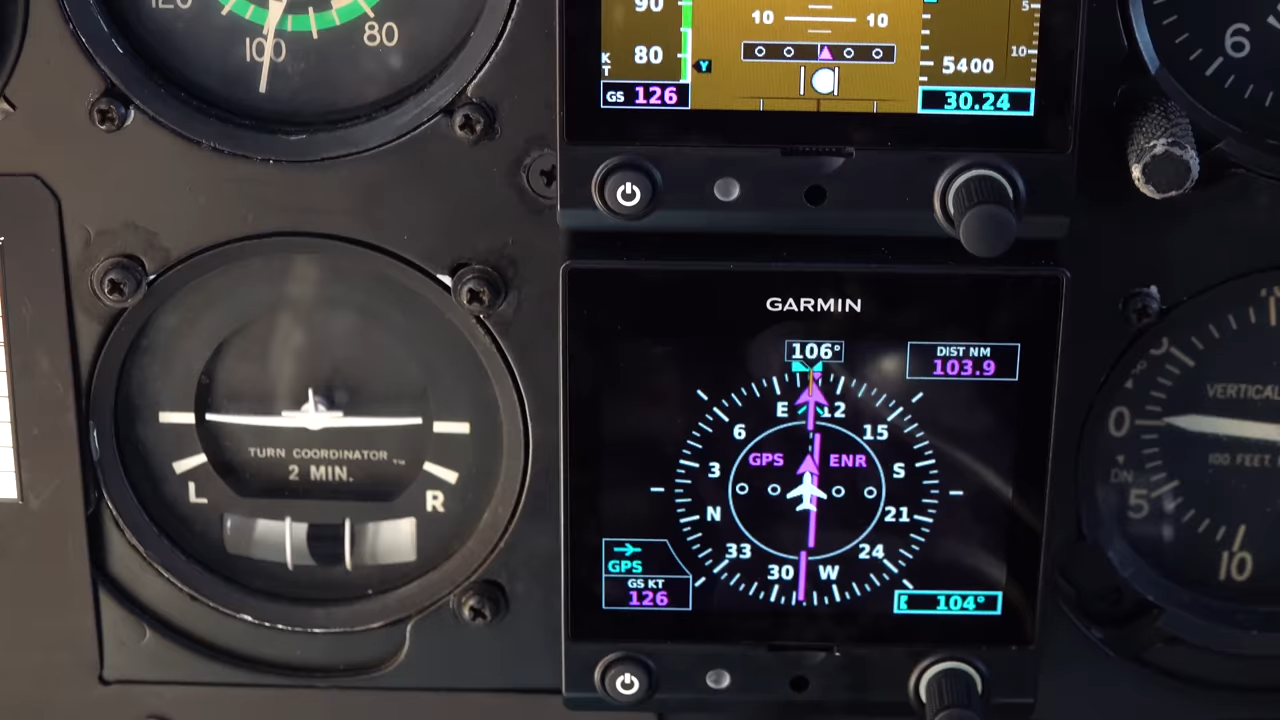 120
100
80
90
80
K
T
GS 126
10 10
Y
5
10
5400
30.24
6
TURN COORDINATOR
2 MIN.
L
R
GARMIN
106°
DIST NM
103.9
E 12
6 15
3 S
N 21
33 24
30 W
GPS ENR
GPS
GS KT
126
104°
VERTICAL
100 FEET
0
DN
5
10